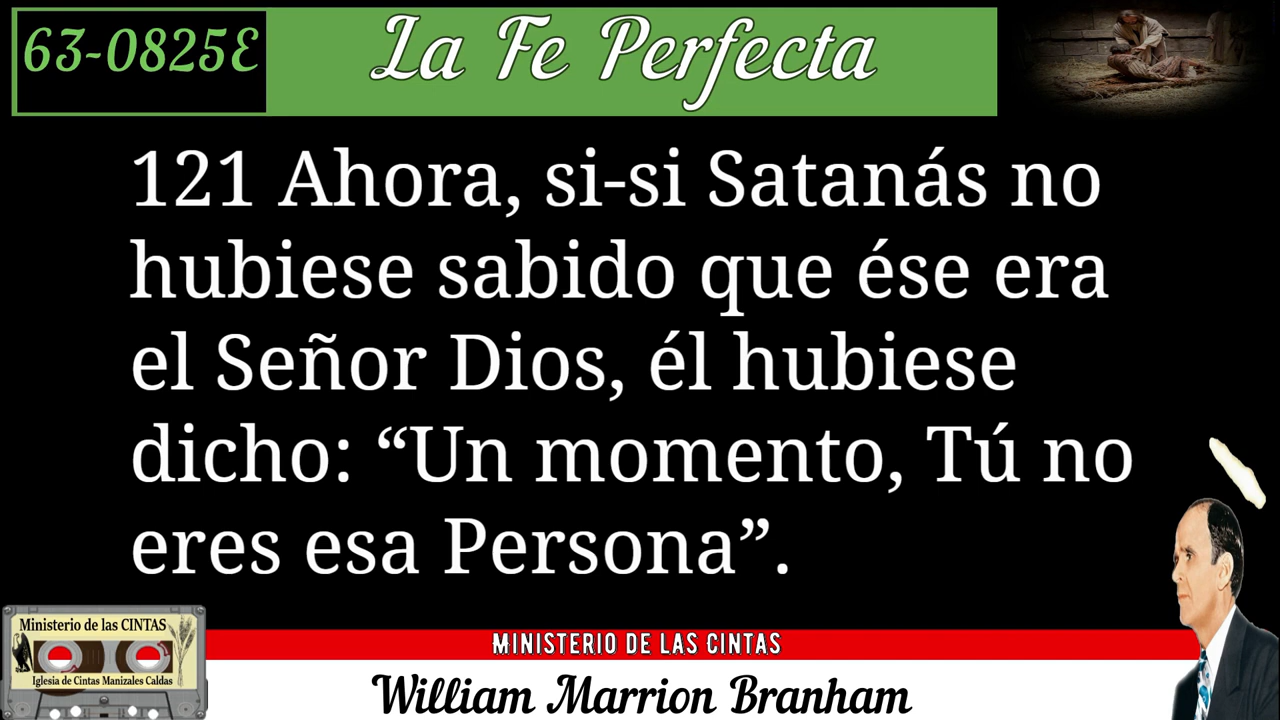 63-0825E
La Fe Perfecta
121 Ahora, si-si Satanás no
hubiese sabido que ése era
el Señor Dios, él hubiese
dicho: “Un momento, Tú no
eres esa Persona”.
Ministerio de las CINTAS
Iglesia de Cintas Manizales Caldas
MINISTERIO DE LAS CINTAS
William Marrion Branham